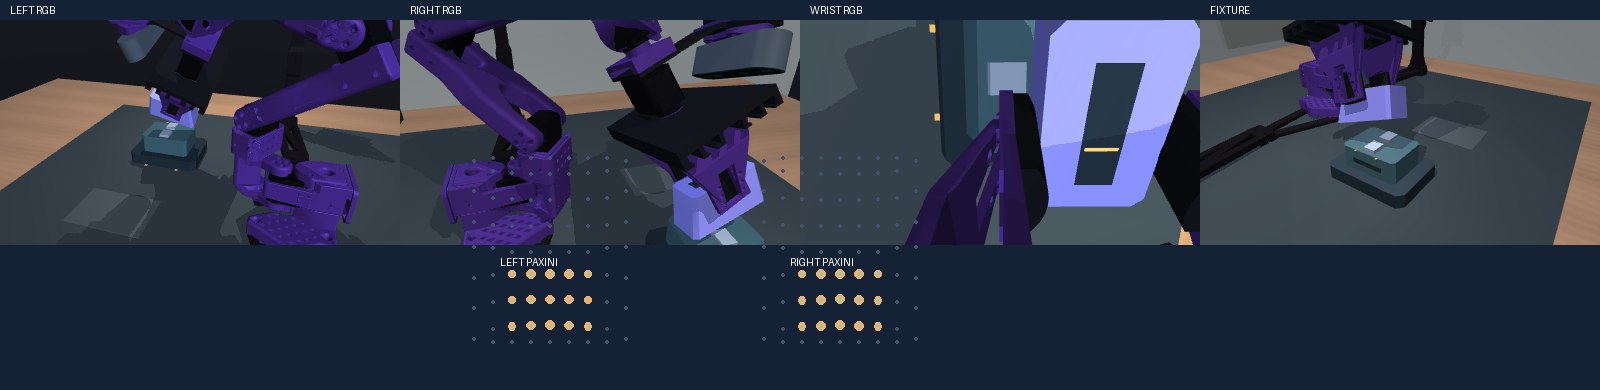 LEFT RGB
RIGHT RGB
WRIST RGB
FIXTURE
LEFT PAXINI
RIGHT PAXINI